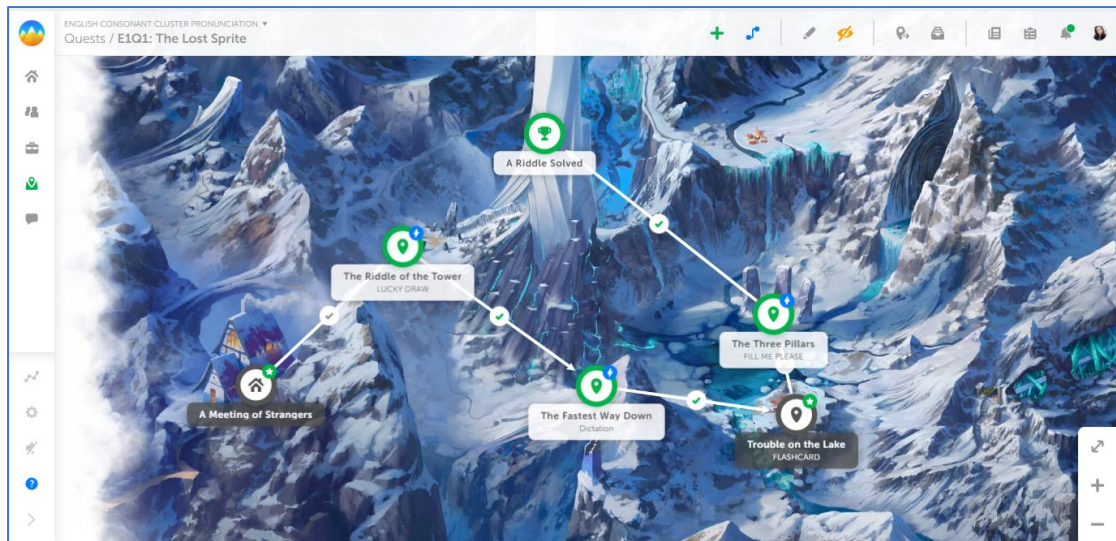 ENGLISH CONSONANT CLUSTER PRONUNCIATION
Quests / E1Q1: The Lost Sprite
A Riddle Solved
The Riddle of the Tower
LUCKY DRAW
The Three Pillars
FILL ME PLEASE
A Meeting of Strangers
The Fastest Way Down
Dictation
Trouble on the Lake
FLASHCARD
?